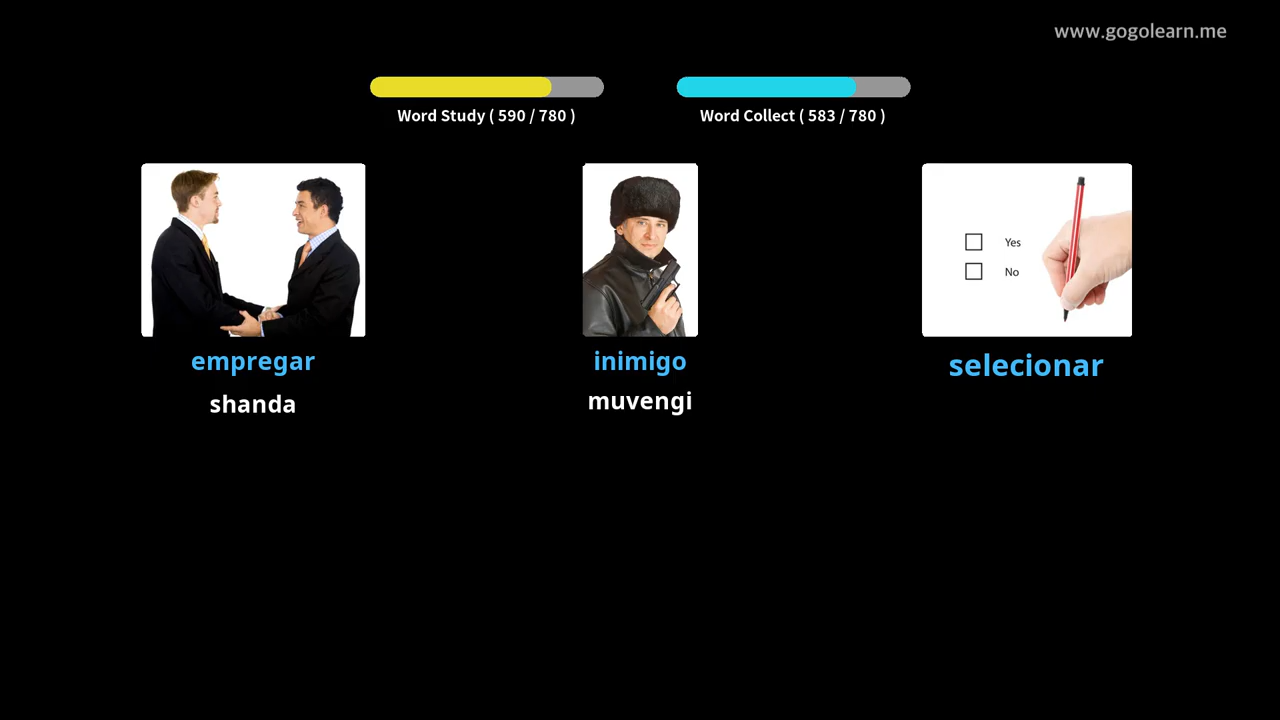 www.gogolearn.me
Word Study ( 590 / 780 )
Word Collect ( 583 / 780 )
Yes
No
empregar
inimigo
selecionar
shanda
muvengi